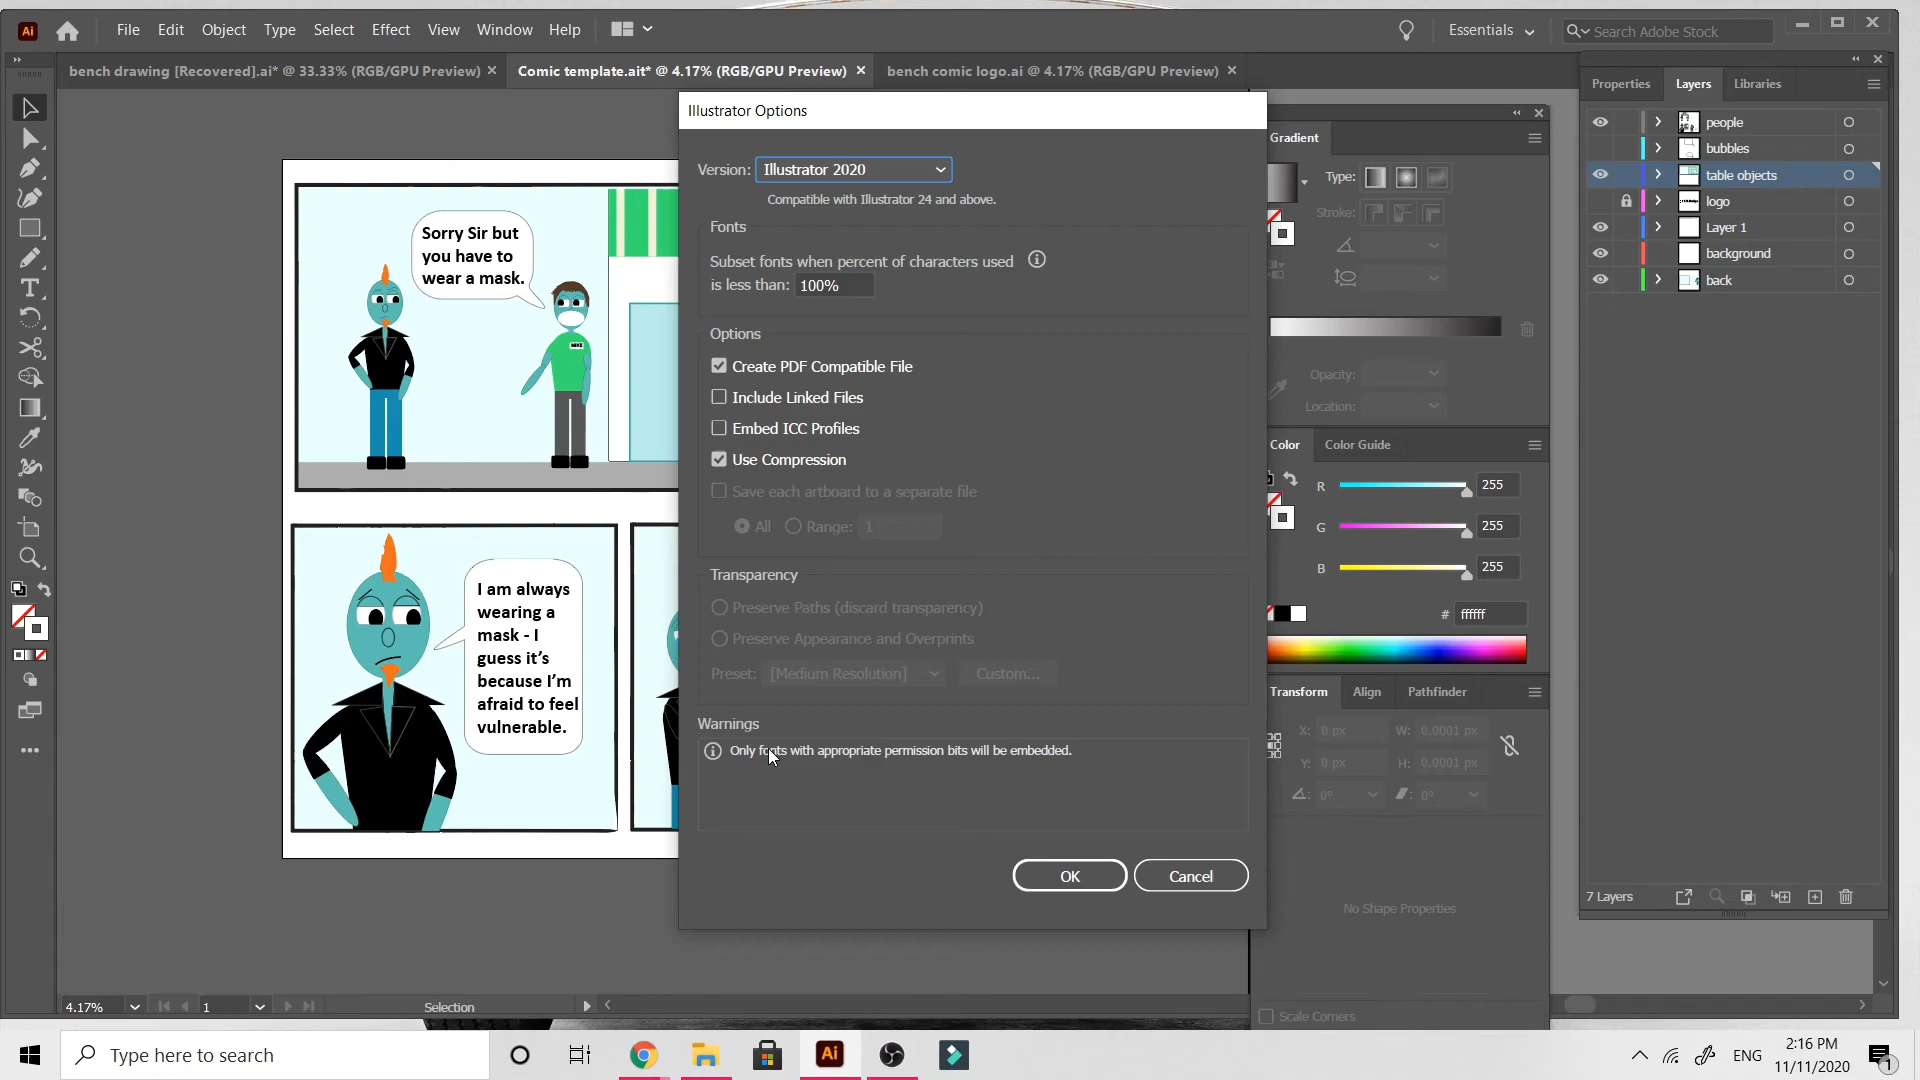 Ai
File Edit Object Type Select Effect View Window Help
Essentials
Search Adobe Stock
bench drawing [Recovered].ai* @ 33.33% (RGB/GPU Preview)
Comic template.ait* @ 4.17% (RGB/GPU Preview)
bench comic logo.ai @ 4.17% (RGB/GPU Preview)
Sorry Sir but
you have to
wear a mask.
MIKE
I am always
wearing a
mask - I
guess it's
because I'm
afraid to feel
vulnerable.
Illustrator Options
Version: Illustrator 2020
Compatible with Illustrator 24 and above.
Fonts
Subset fonts when percent of characters used
is less than: 100%
Options
Create PDF Compatible File
Include Linked Files
Embed ICC Profiles
Use Compression
Save each artboard to a separate file
All Range: 1
Transparency
Preserve Paths (discard transparency)
Preserve Appearance and Overprints
Preset: [Medium Resolution] Custom...
Warnings
Only fonts with appropriate permission bits will be embedded.
OK Cancel
Gradient
Type:
Stroke:
Opacity:
Location:
Color Color Guide
R 255
G 255
B 255
# ffffff
Transform Align Pathfinder
X: 0 px W: 0.0001 px
Y: 0 px H: 0.0001 px
0° 0°
No Shape Properties
Scale Corners
Properties Layers Libraries
people
bubbles
table objects
logo
Layer 1
background
back
7 Layers
4.17% 1 Selection
Type here to search
Ai
ENG
2:16 PM
11/11/2020
1